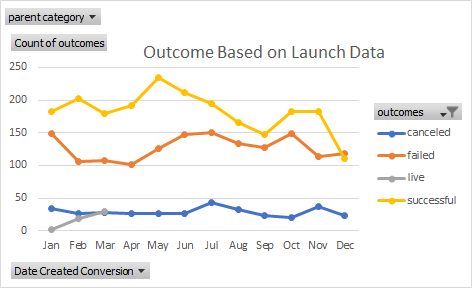 parent category
Count of outcomes
Outcome Based on Launch Data
250
200
150
100
50
0
Jan Feb Mar Apr May Jun Jul Aug Sep Oct Nov Dec
outcomes
canceled
failed
live
successful
Date Created Conversion